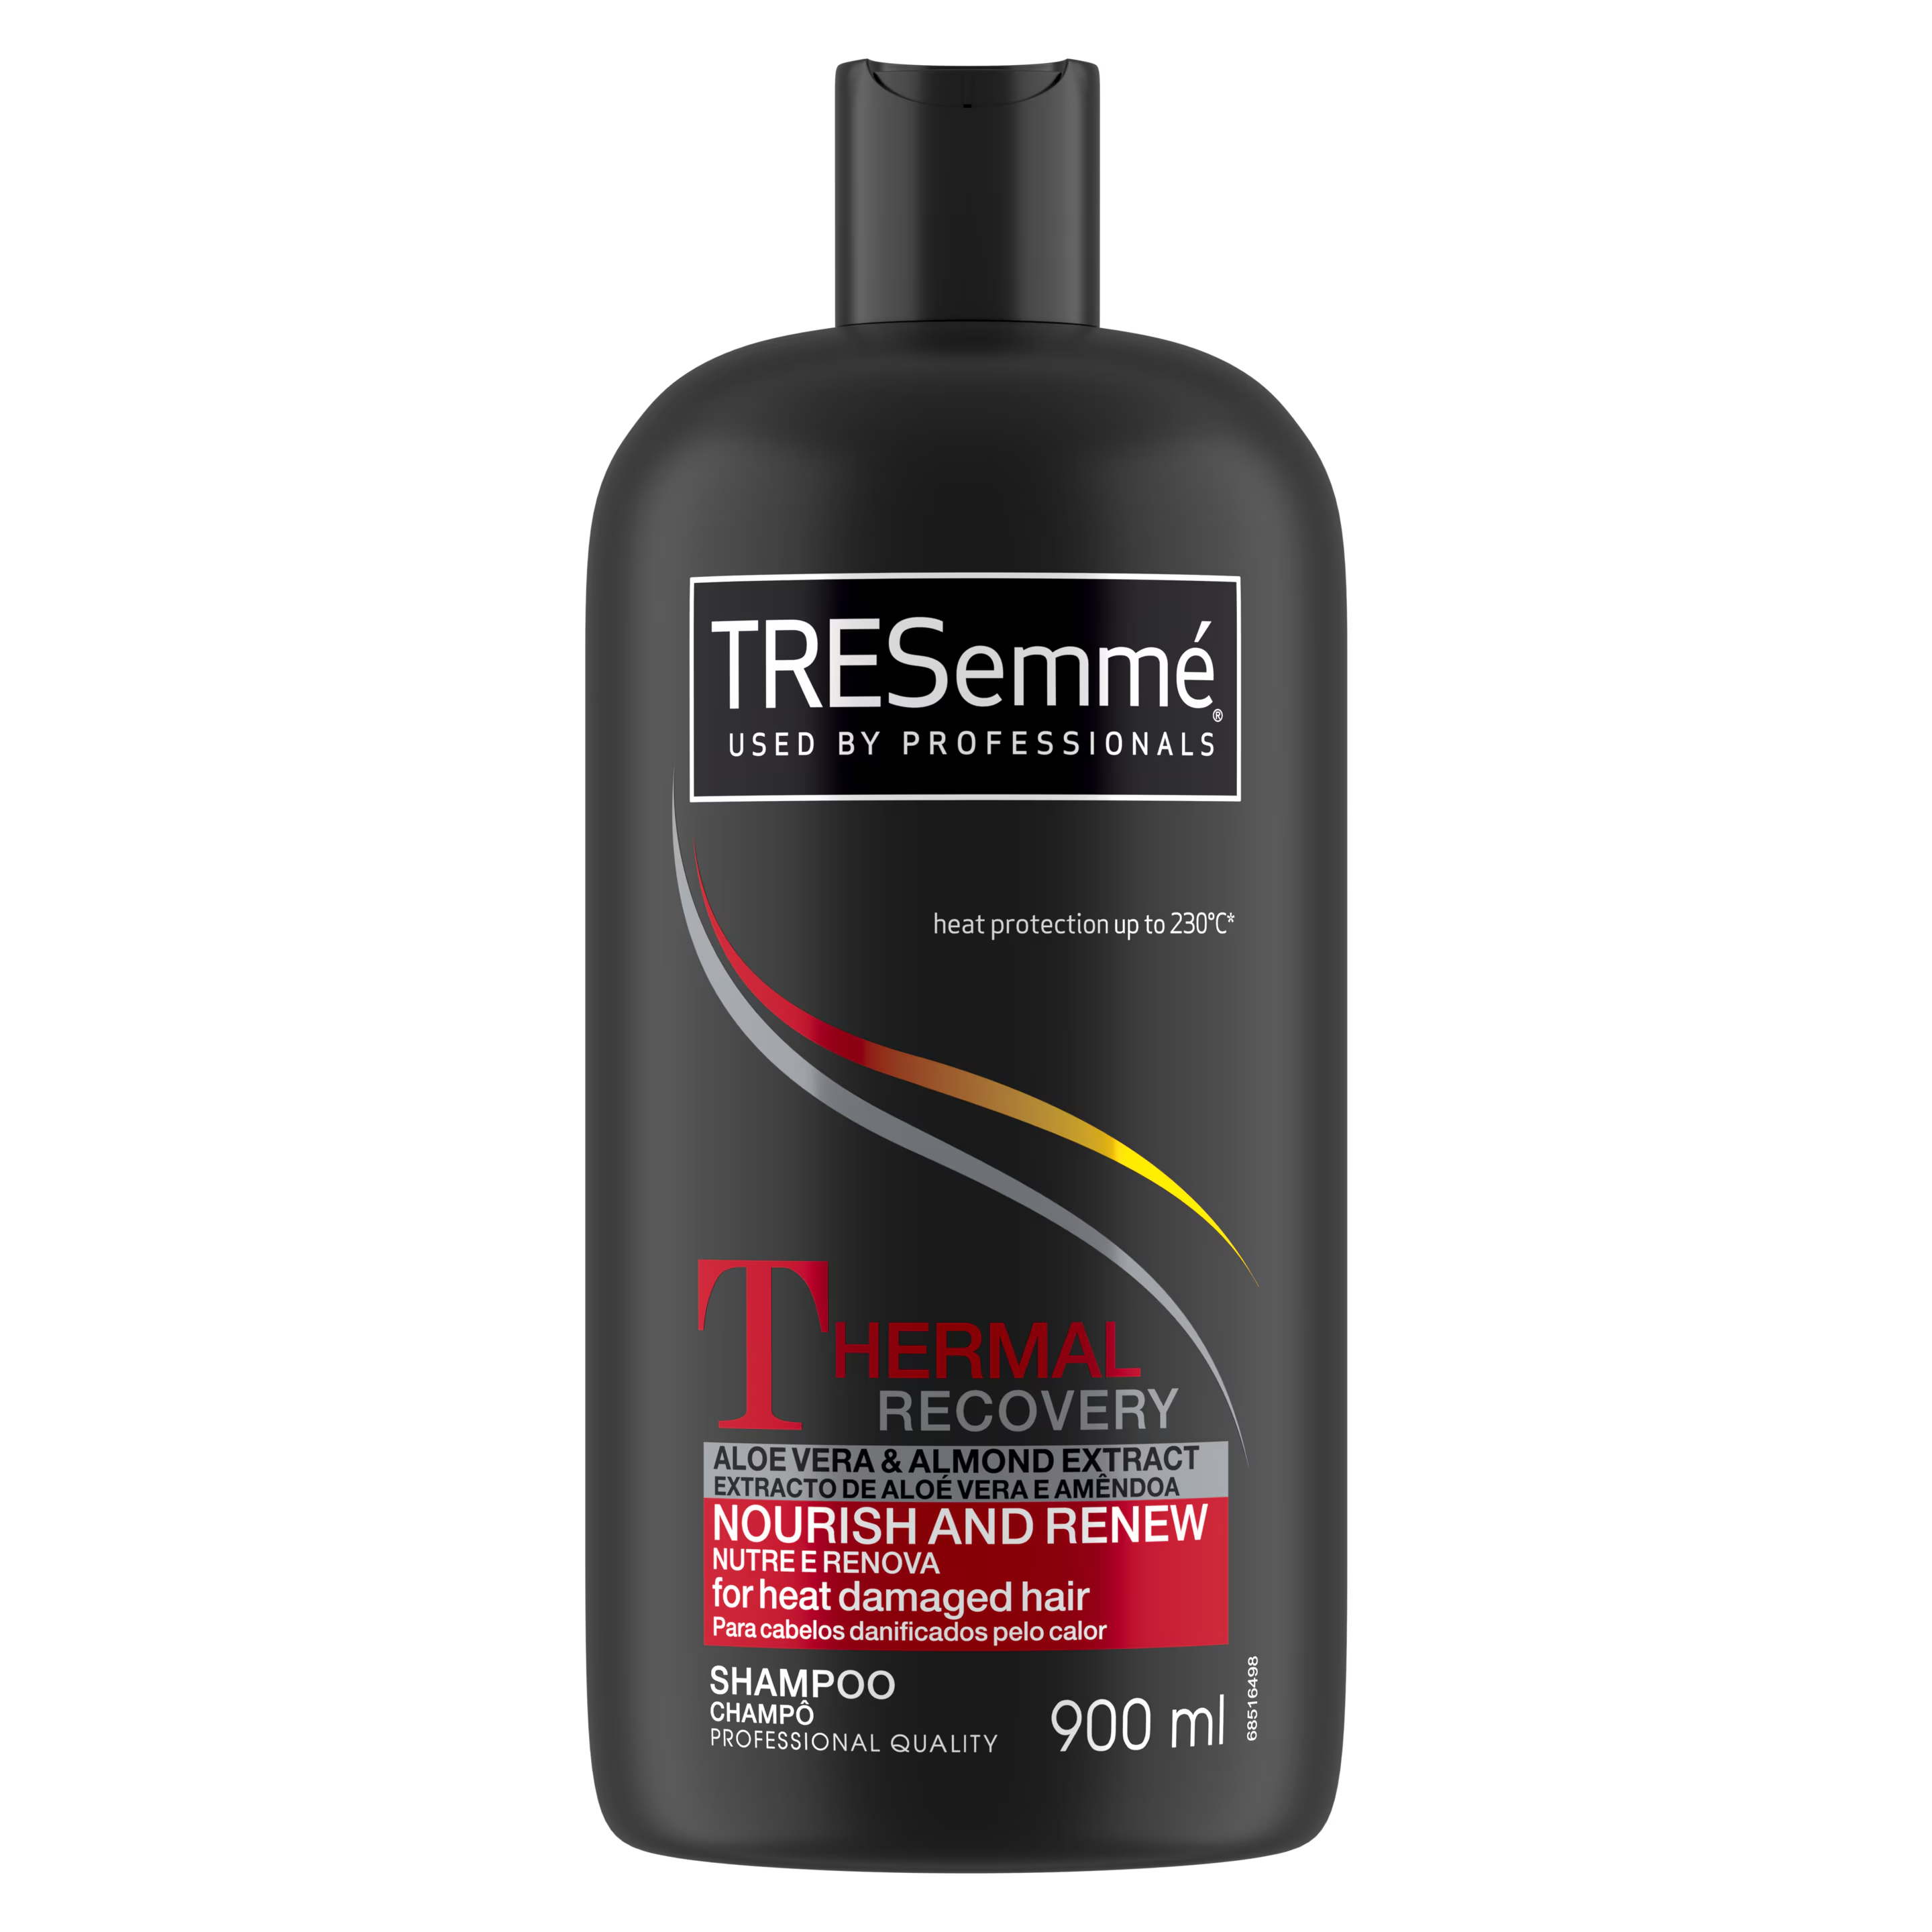 TRESemmé®
USED BY PROFESSIONALS
heat protection up to 230°C*
THERMAL
RECOVERY
ALOE VERA & ALMOND EXTRACT
EXTRACTO DE ALOÉ VERA E AMÊNDOA
NOURISH AND RENEW
NUTRE E RENOVA
for heat damaged hair
Para cabelos danificados pelo calor
SHAMPOO
CHAMPÔ
PROFESSIONAL QUALITY
900 ml
68516498